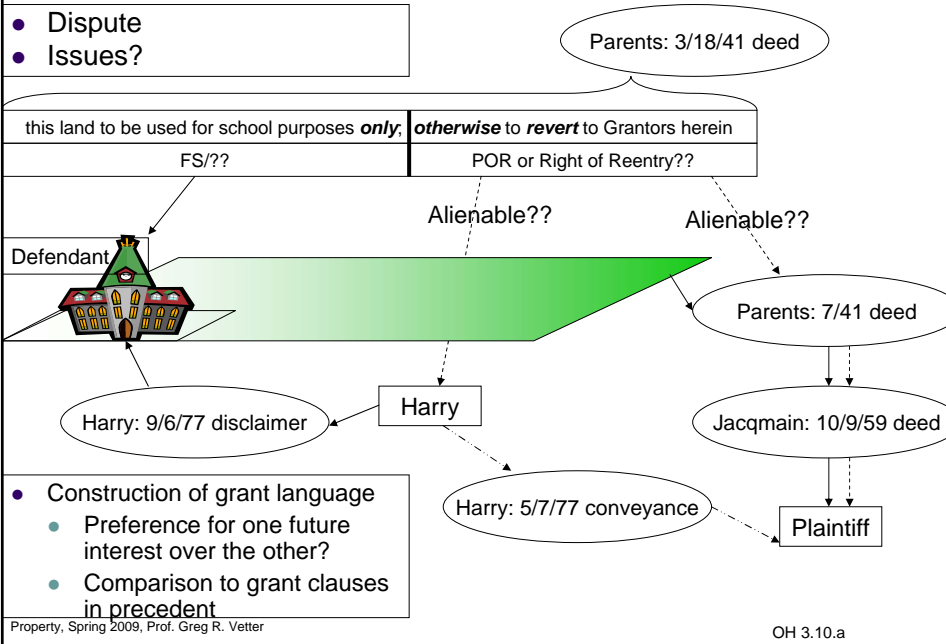 ● Dispute
● Issues?
Parents: 3/18/41 deed
this land to be used for school purposes only; otherwise to revert to Grantors herein
FS/??
POR or Right of Reentry??
Alienable??
Alienable??
Defendant
Parents: 7/41 deed
Harry: 9/6/77 disclaimer
Harry
Jacqmain: 10/9/59 deed
Harry: 5/7/77 conveyance
Plaintiff
● Construction of grant language
● Preference for one future
interest over the other?
● Comparison to grant clauses
in precedent
Property, Spring 2009, Prof. Greg R. Vetter
OH 3.10.a